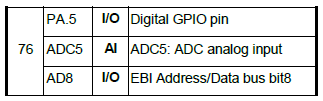 PA.5 I/O Digital GPIO pin
76 ADC5 AI ADC5: ADC analog input
AD8 I/O EBI Address/Data bus bit8